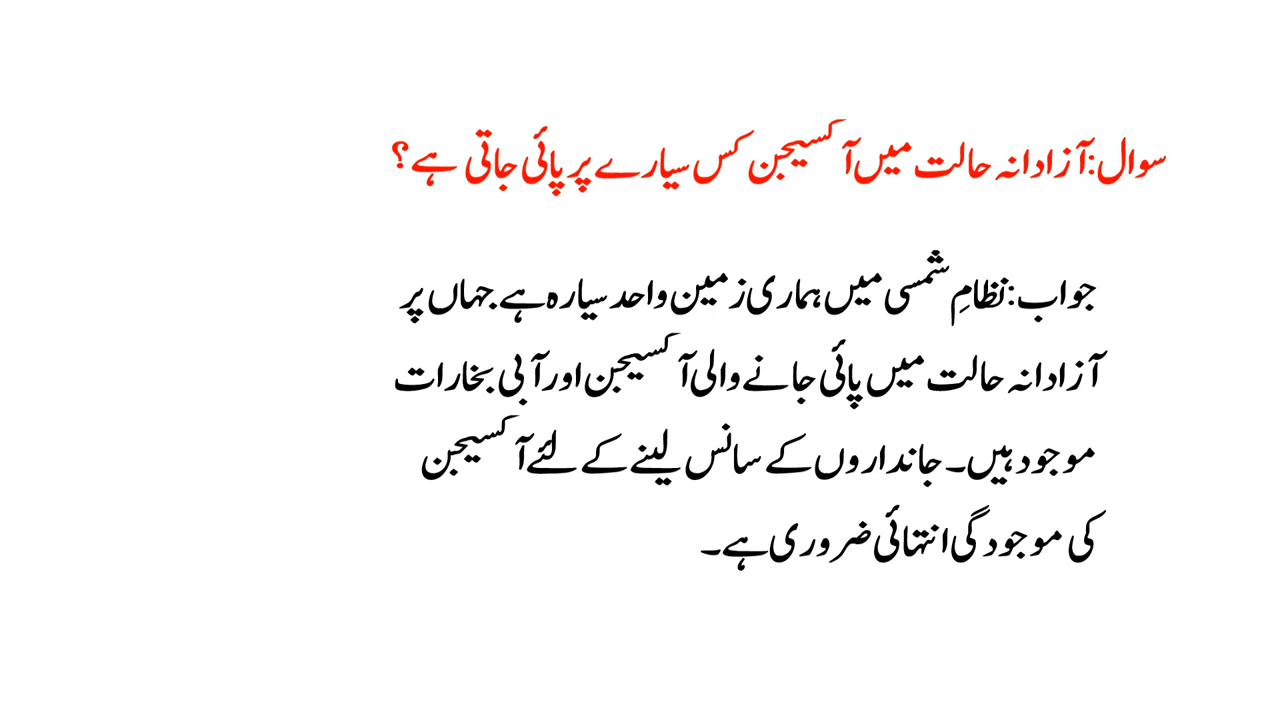 سوال:آزادانہ حالت میں آکسیجن کس سیارے پر پائی جاتی ہے؟
جواب:نظامِ شمسی میں ہماری زمین واحد سیارہ ہے جہاں پر
آزادانہ حالت میں پائی جانے والی آکسیجن اور آبی بخارات
موجود ہیں۔ جانداروں کے سانس لینے کے لئے آکسیجن
کی موجودگی انتہائی ضروری ہے۔